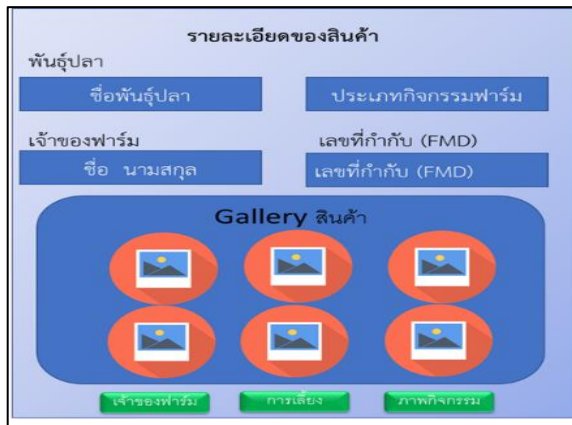 รายละเอียดของสินค้า
พันธุ์ปลา
ชื่อพันธุ์ปลา
ประเภทกิจกรรมฟาร์ม
เจ้าของฟาร์ม
เลขที่กำกับ (FMD)
ชื่อ นามสกุล
เลขที่กำกับ (FMD)
Gallery สินค้า
เจ้าของฟาร์ม
การเลี้ยง
ภาพกิจกรรม